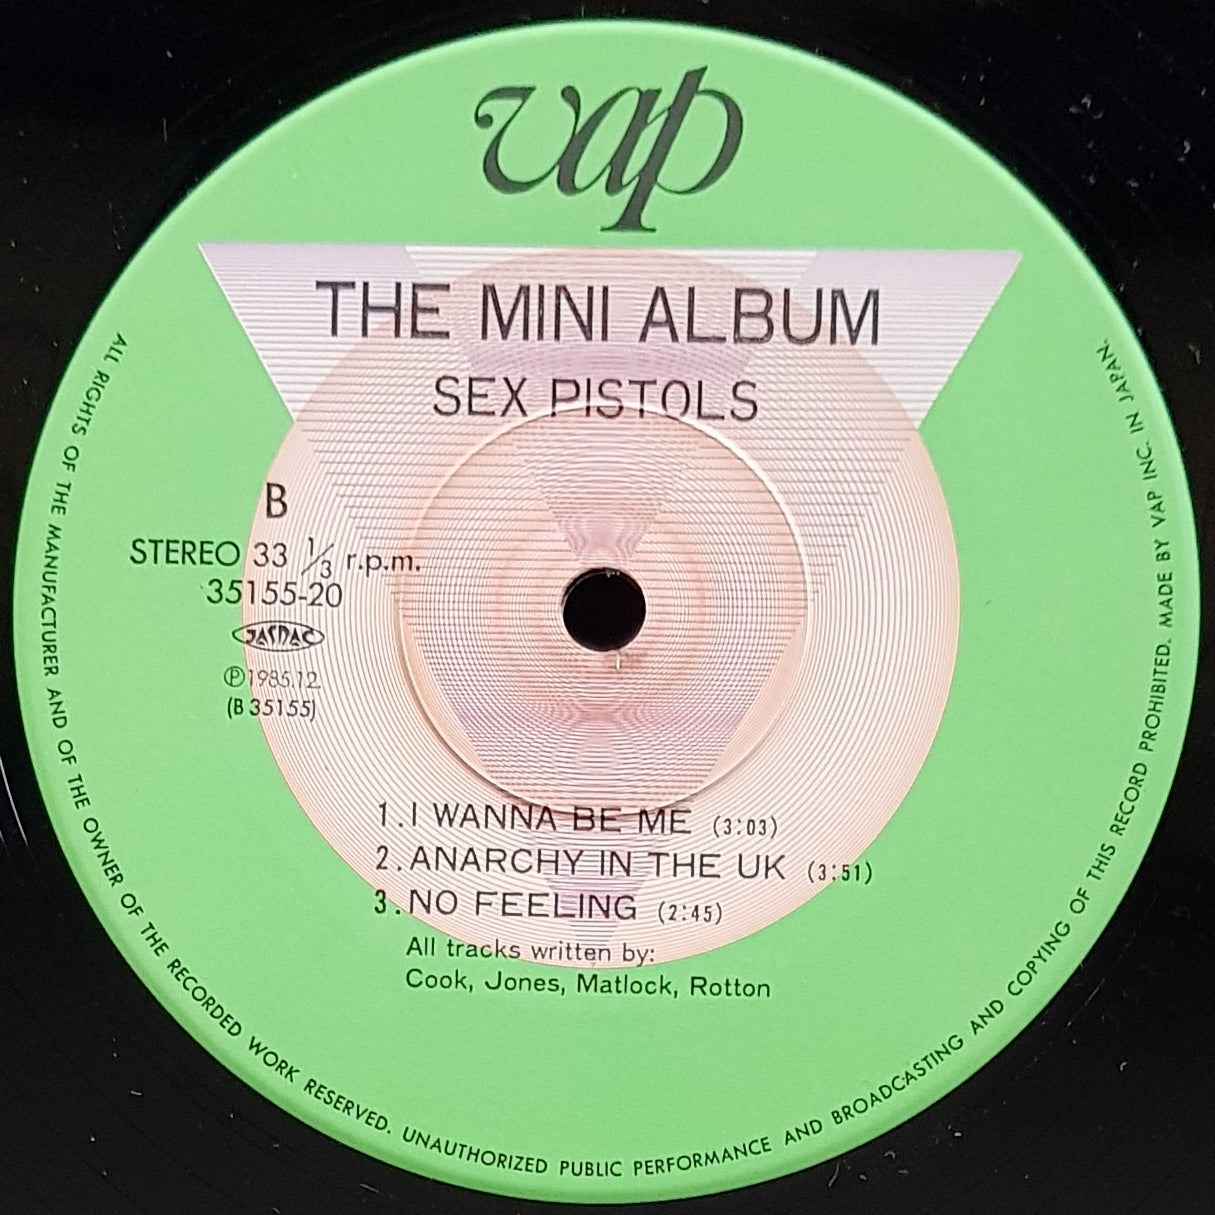 vap
THE MINI ALBUM
SEX PISTOLS
B
STEREO 33 1/3 r.p.m.
35155-20
JASRAC
Ⓟ1985.12
(B 35155)
1.I WANNA BE ME (3:03)
2.ANARCHY IN THE UK (3:51)
3.NO FEELING (2:45)
All tracks written by:
Cook, Jones, Matlock, Rotton
ALL RIGHTS OF THE MANUFACTURER AND OF THE OWNER OF THE RECORDED WORK RESERVED. UNAUTHORIZED PUBLIC PERFORMANCE AND BROADCASTING AND COPYING OF THIS RECORD PROHIBITED. MADE BY VAP INC. IN JAPAN.